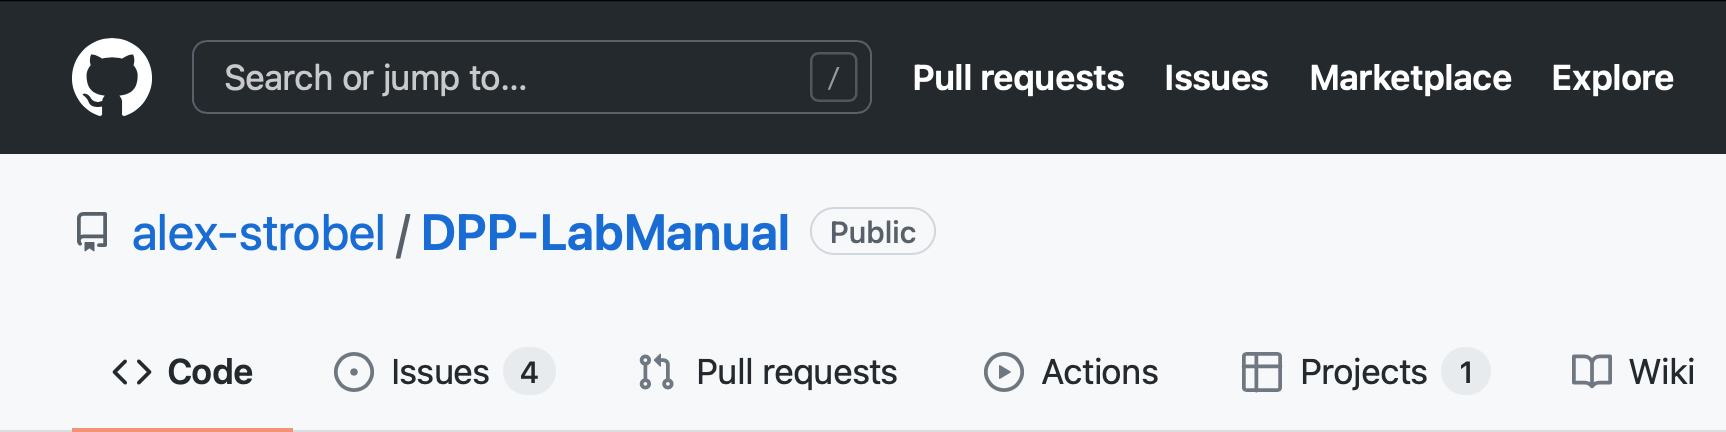 Search or jump to... / Pull requests Issues Marketplace Explore
alex-strobel / DPP-LabManual Public
Code Issues 4 Pull requests Actions Projects 1 Wiki